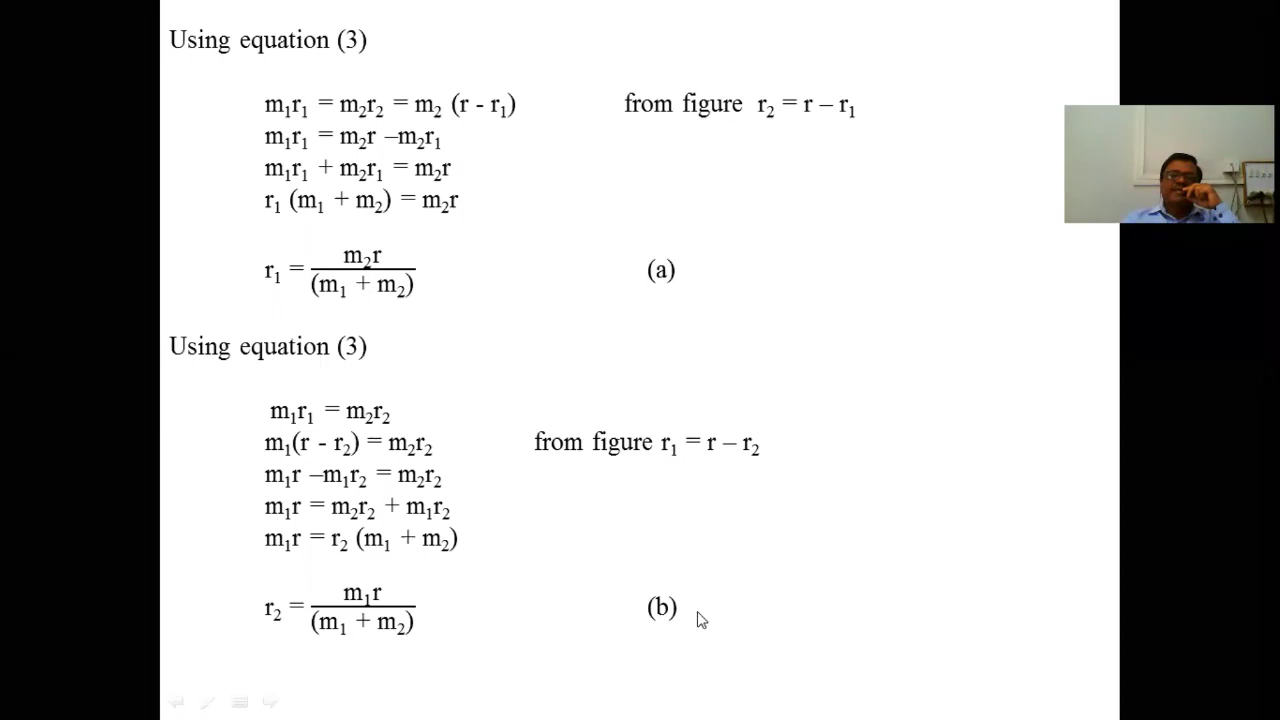 Using equation (3)
m₁r₁ = m₂r₂ = m₂ (r - r₁) from figure r₂ = r – r₁
m₁r₁ = m₂r –m₂r₁
m₁r₁ + m₂r₁ = m₂r
r₁ (m₁ + m₂) = m₂r
r₁ = m₂r / (m₁ + m₂) (a)
Using equation (3)
m₁r₁ = m₂r₂
m₁(r - r₂) = m₂r₂ from figure r₁ = r – r₂
m₁r –m₁r₂ = m₂r₂
m₁r = m₂r₂ + m₁r₂
m₁r = r₂ (m₁ + m₂)
r₂ = m₁r / (m₁ + m₂) (b)